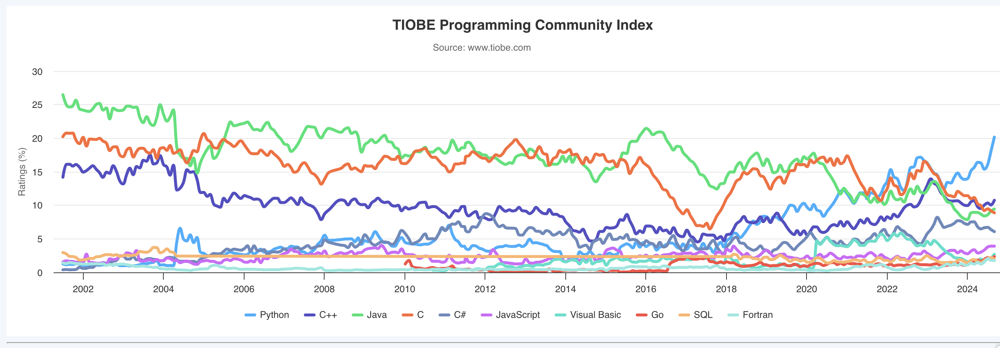 TIOBE Programming Community Index
Source: www.tiobe.com
Ratings (%)
30
25
20
15
10
5
0
2002 2004 2006 2008 2010 2012 2014 2016 2018 2020 2022 2024
Python C++ Java C C# JavaScript Visual Basic Go SQL Fortran